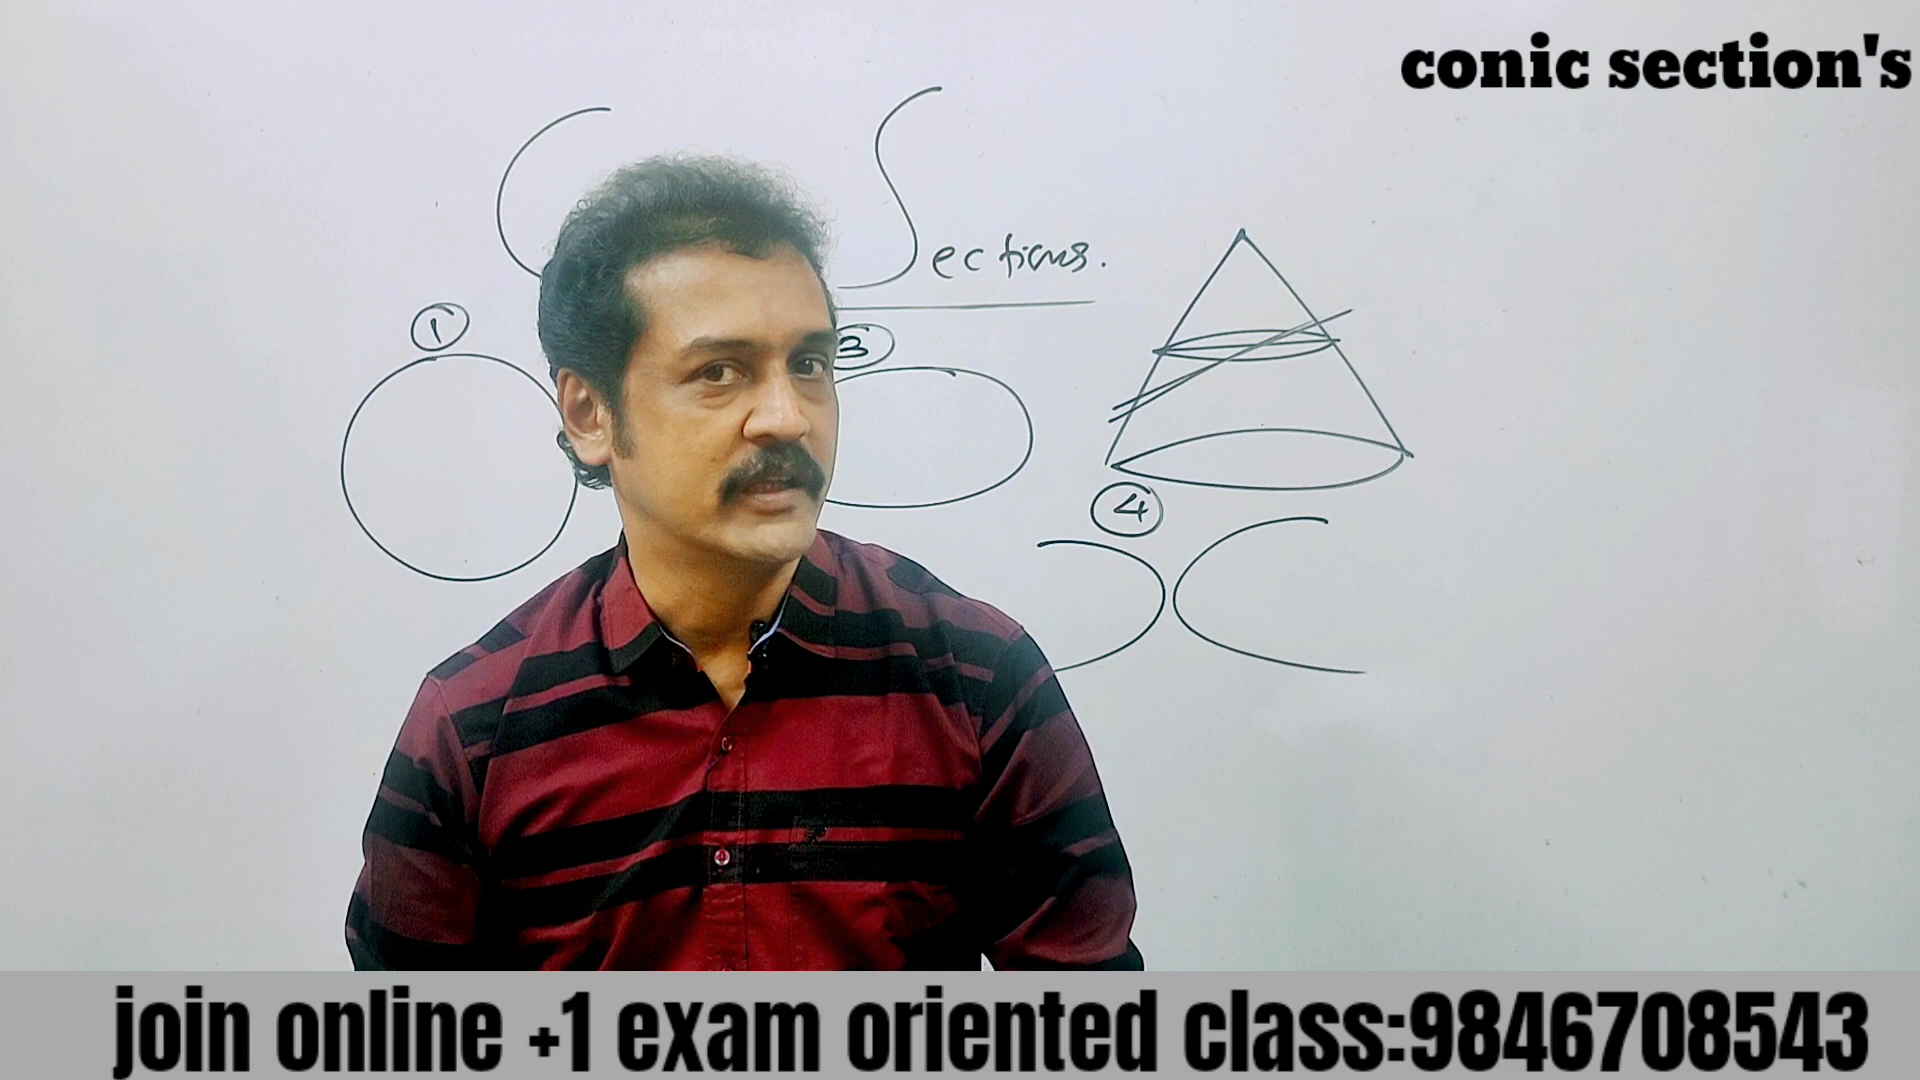 conic section's
C Sections.
1
3
4
join online +1 exam oriented class:9846708543